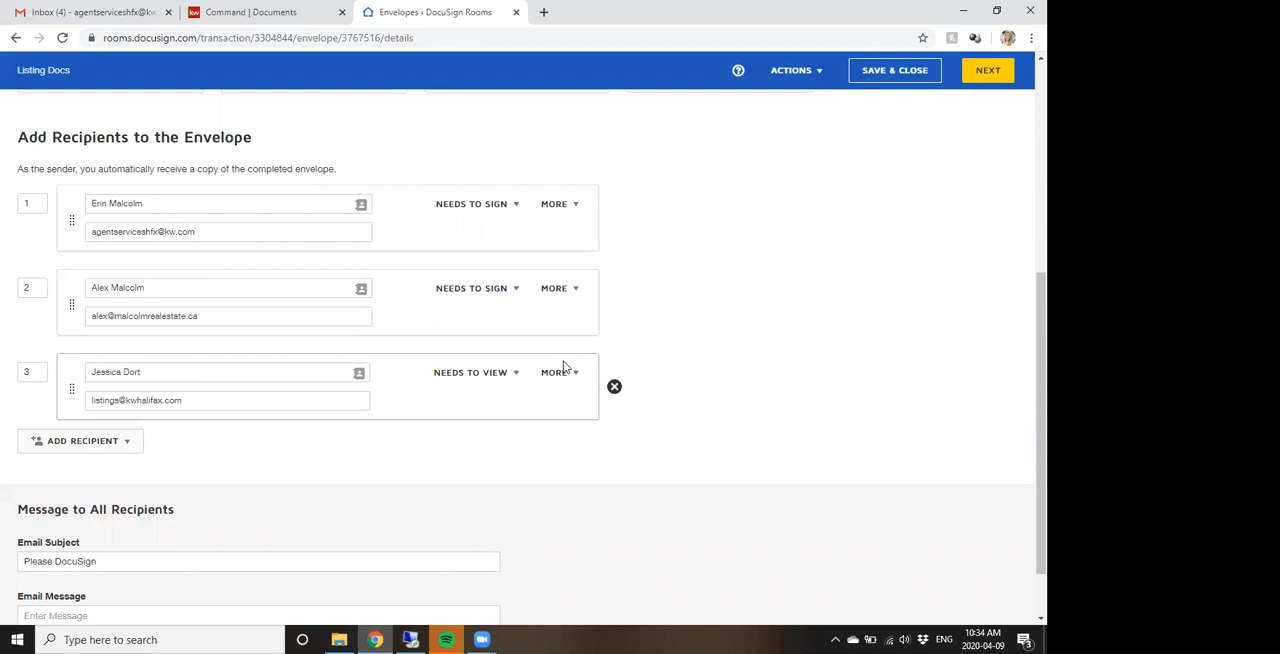 inbox (4) - agentserviceshfx@kw
kw Command | Documents
Envelopes › DocuSign Rooms
rooms.docusign.com/transaction/3304844/envelope/3767516/details
Listing Docs
ACTIONS
SAVE & CLOSE
NEXT
Add Recipients to the Envelope
As the sender, you automatically receive a copy of the completed envelope.
1
Erin Malcolm
NEEDS TO SIGN
MORE
agentserviceshfx@kw.com
2
Alex Malcolm
NEEDS TO SIGN
MORE
alex@malcolmrealestate.ca
3
Jessica Dort
NEEDS TO VIEW
MORE
listings@kwhalifax.com
ADD RECIPIENT
Message to All Recipients
Email Subject
Please DocuSign
Email Message
Enter Message
Type here to search
ENG
10:34 AM
2020-04-09
3